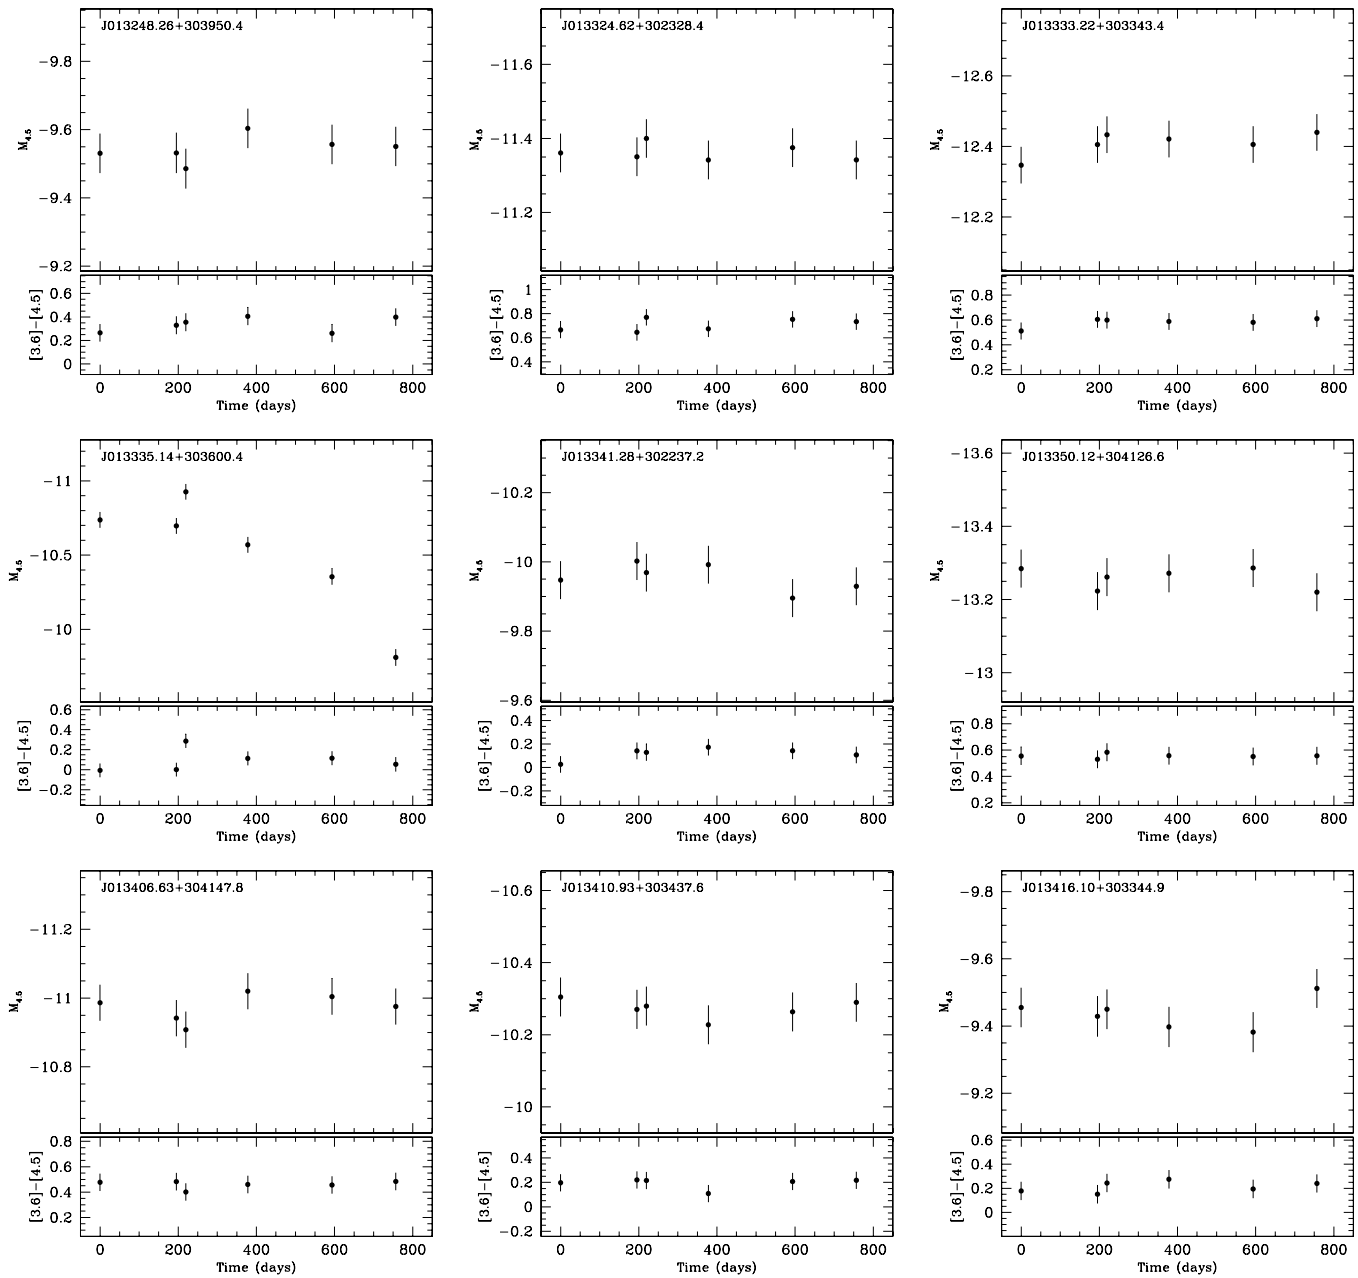 J013248.26+303950.4
−9.8
−9.6
−9.4
−9.2
M4.5
0.6
0.4
0.2
0
[3.6]−[4.5]
0 200 400 600 800
Time (days)
J013324.62+302328.4
−11.6
−11.4
−11.2
M4.5
1
0.8
0.6
0.4
[3.6]−[4.5]
0 200 400 600 800
Time (days)
J013333.22+303343.4
−12.6
−12.4
−12.2
M4.5
0.8
0.6
0.4
0.2
[3.6]−[4.5]
0 200 400 600 800
Time (days)
J013335.14+303600.4
−11
−10.5
−10
M4.5
0.6
0.4
0.2
0
−0.2
[3.6]−[4.5]
0 200 400 600 800
Time (days)
J013341.28+302237.2
−10.2
−10
−9.8
−9.6
M4.5
0.4
0.2
0
−0.2
[3.6]−[4.5]
0 200 400 600 800
Time (days)
J013350.12+304126.6
−13.6
−13.4
−13.2
−13
M4.5
0.8
0.6
0.4
0.2
[3.6]−[4.5]
0 200 400 600 800
Time (days)
J013406.63+304147.8
−11.2
−11
−10.8
M4.5
0.8
0.6
0.4
0.2
[3.6]−[4.5]
0 200 400 600 800
Time (days)
J013410.93+303437.6
−10.6
−10.4
−10.2
−10
M4.5
0.4
0.2
0
−0.2
[3.6]−[4.5]
0 200 400 600 800
Time (days)
J013416.10+303344.9
−9.8
−9.6
−9.4
−9.2
M4.5
0.6
0.4
0.2
0
[3.6]−[4.5]
0 200 400 600 800
Time (days)